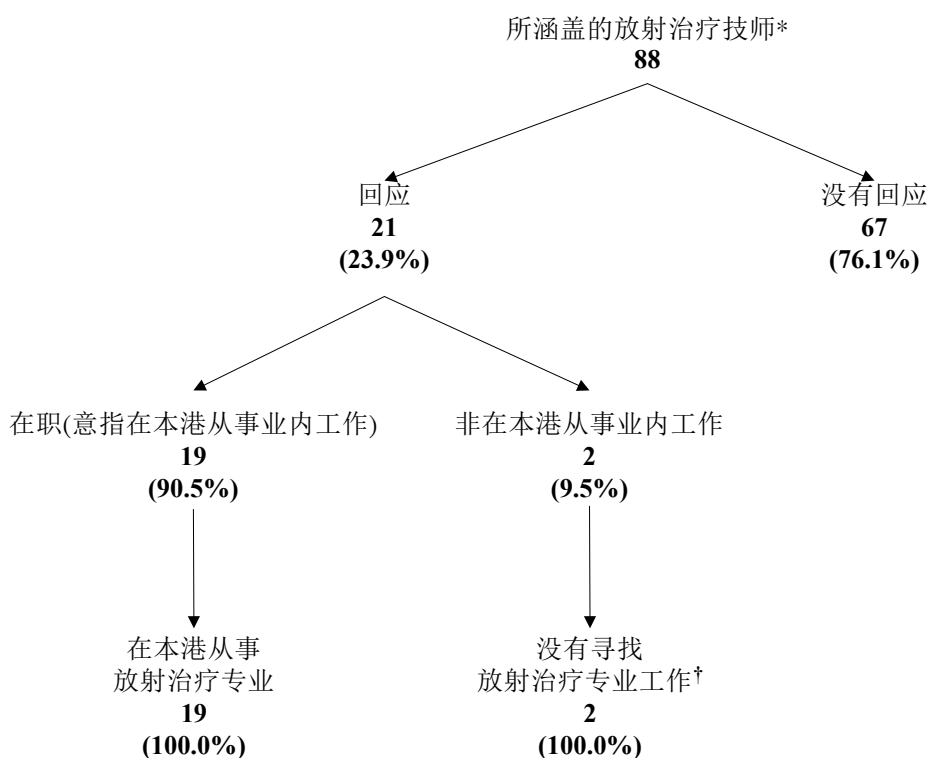 所涵盖的放射治疗技师*
88
回应
21
(23.9%)
没有回应
67
(76.1%)
在职(意指在本港从事业内工作)
19
(90.5%)
非在本港从事业内工作
2
(9.5%)
在本港从事
放射治疗专业
19
(100.0%)
没有寻找
放射治疗专业工作†
2
(100.0%)